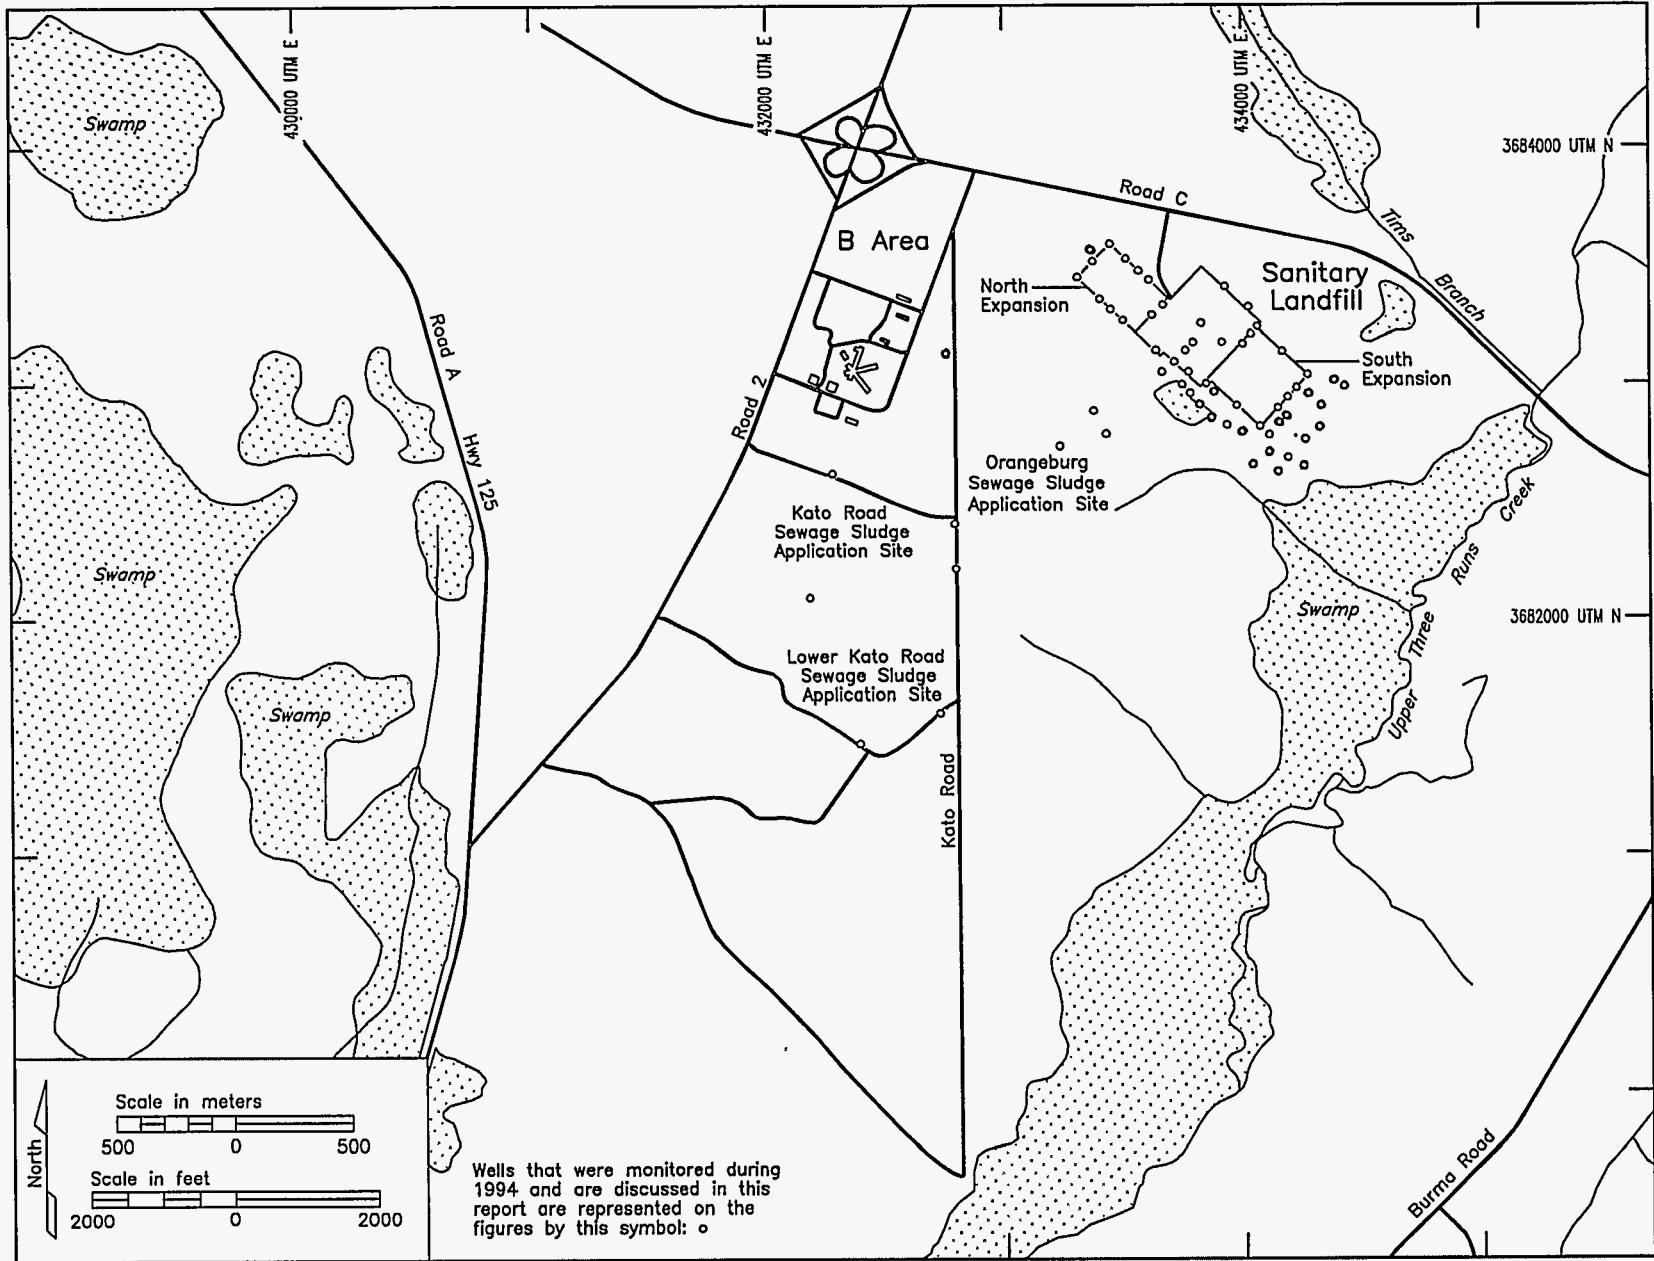 430000 UTM E
432000 UTM E
434000 UTM E
3684000 UTM N
Swamp
Road C
Tims
Branch
B Area
Sanitary
Landfill
North
Expansion
South
Expansion
Road A
Hwy 125
Road 2
Orangeburg
Sewage Sludge
Application Site
Kato Road
Sewage Sludge
Application Site
Upper Three Runs Creek
Swamp
Swamp
3682000 UTM N
Lower Kato Road
Sewage Sludge
Application Site
Swamp
Kato Road
Burma Road
North
Scale in meters
500 0 500
Scale in feet
2000 0 2000
Wells that were monitored during
1994 and are discussed in this
report are represented on the
figures by this symbol: o